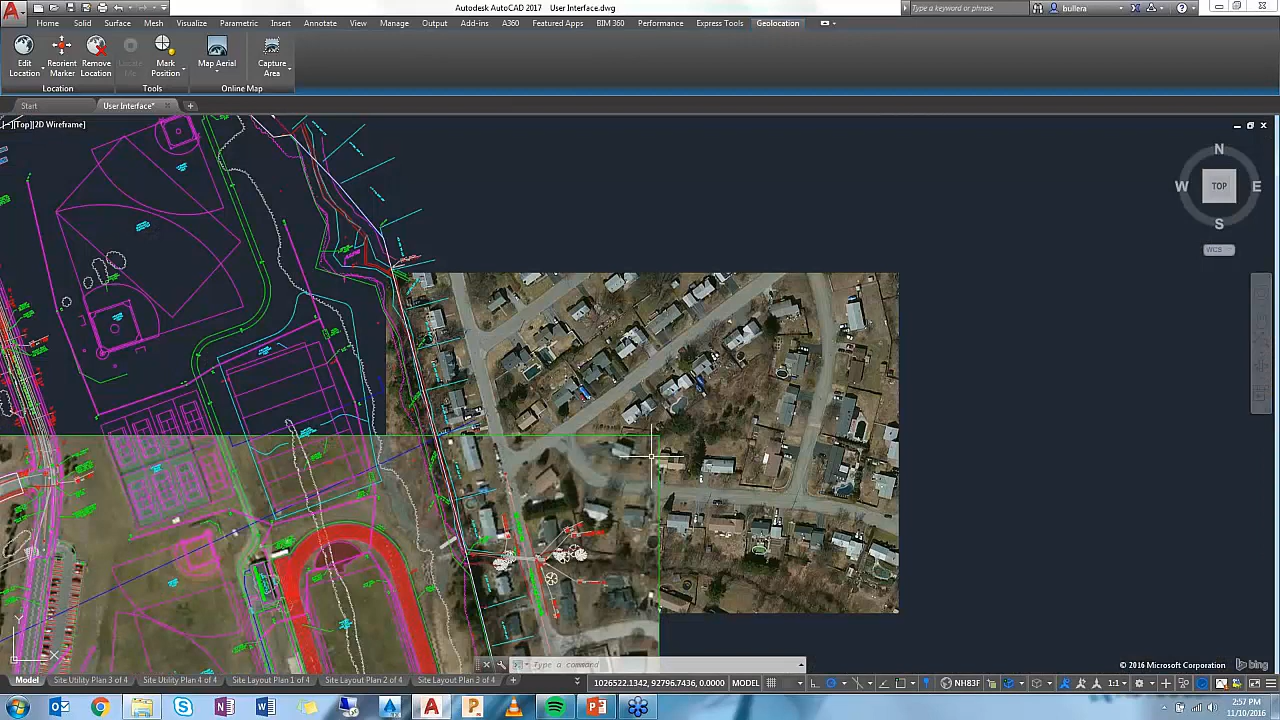 Autodesk AutoCAD 2017 User Interface.dwg
Type a keyword or phrase
bullera
Home Solid Surface Mesh Visualize Parametric Insert Annotate View Manage Output Add-ins A360 Featured Apps BIM 360 Performance Express Tools Geolocation
Edit Location
Reorient Marker
Remove Location
Locate Me
Mark Position
Map Aerial
Capture Area
Location Tools Online Map
Start User Interface*
[−][Top][2D Wireframe]
N
W TOP E
S
WCS
Y
X
Type a command
© 2016 Microsoft Corporation bing
Model Site Utility Plan 3 of 4 Site Utility Plan 4 of 4 Site Layout Plan 1 of 4 Site Layout Plan 2 of 4 Site Layout Plan 3 of 4
1026522.1342, 92796.7436, 0.0000 MODEL NH83F 1:1
2:57 PM
11/10/2016